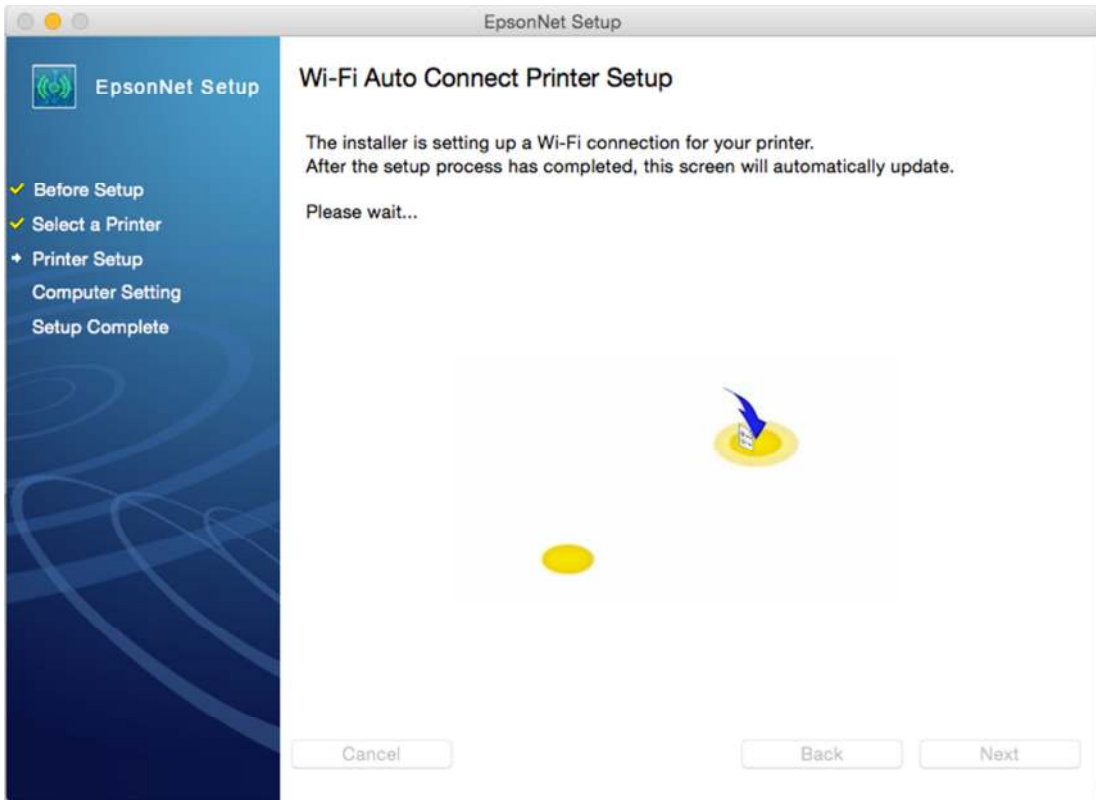 EpsonNet Setup
EpsonNet Setup
Before Setup
Select a Printer
Printer Setup
Computer Setting
Setup Complete
Wi-Fi Auto Connect Printer Setup
The installer is setting up a Wi-Fi connection for your printer.
After the setup process has completed, this screen will automatically update.
Please wait...
Cancel
Back
Next